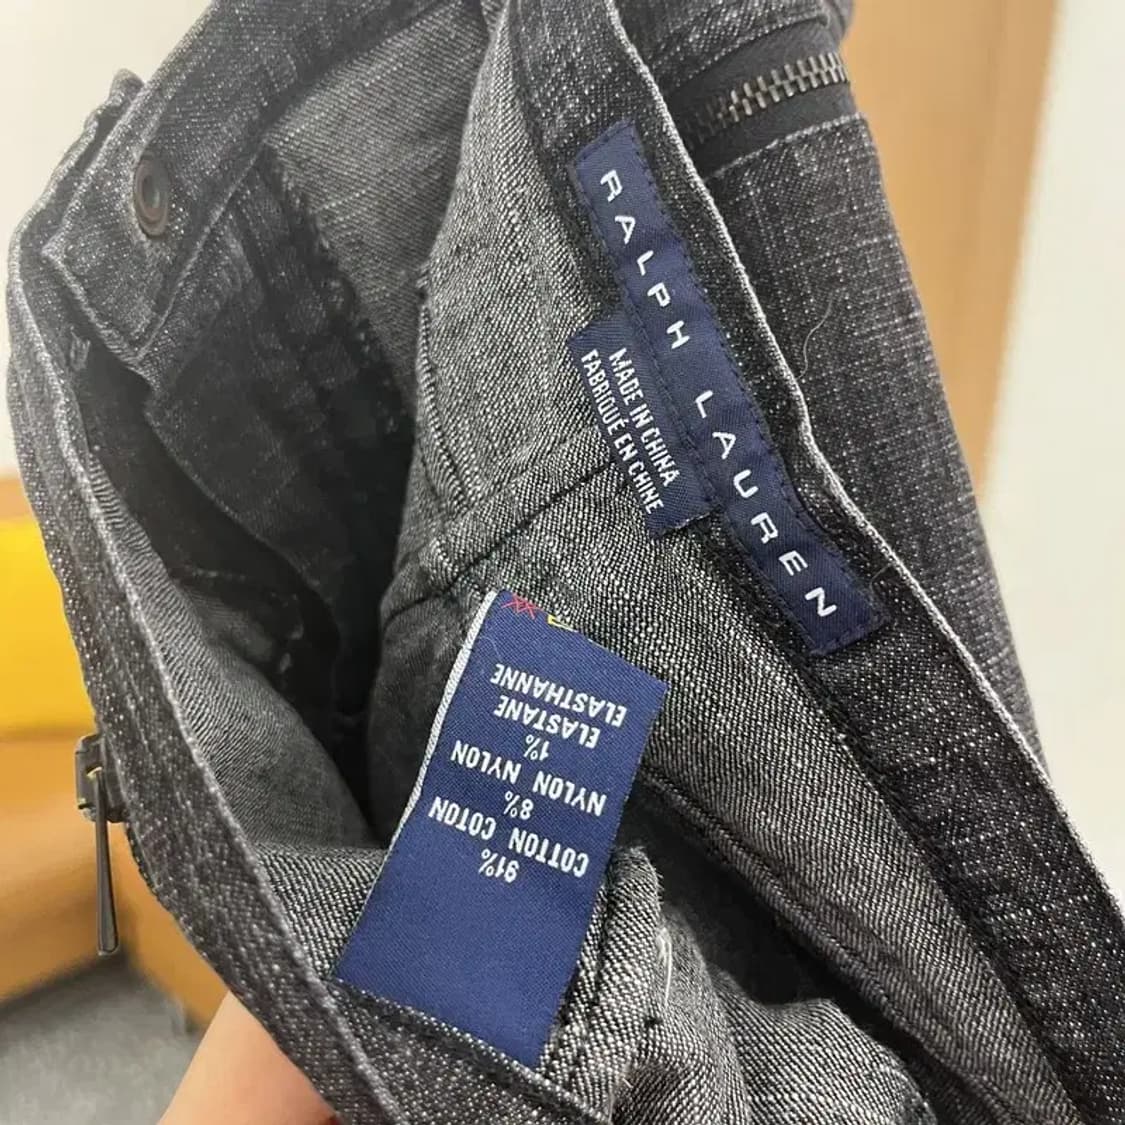 RALPH LAUREN
MADE IN CHINA
FABRIQUÉ EN CHINE
91%
COTTON COTON
8%
NYLON NYLON
1%
ELASTANE
ELASTHANNE